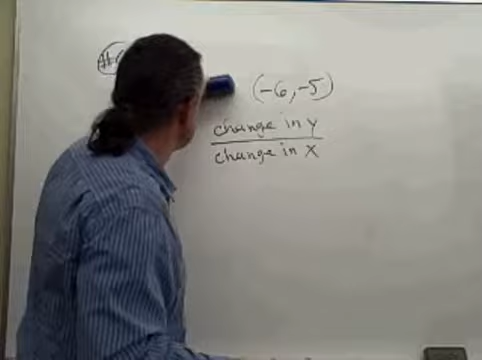 (-6,-5)
change in y
change in x